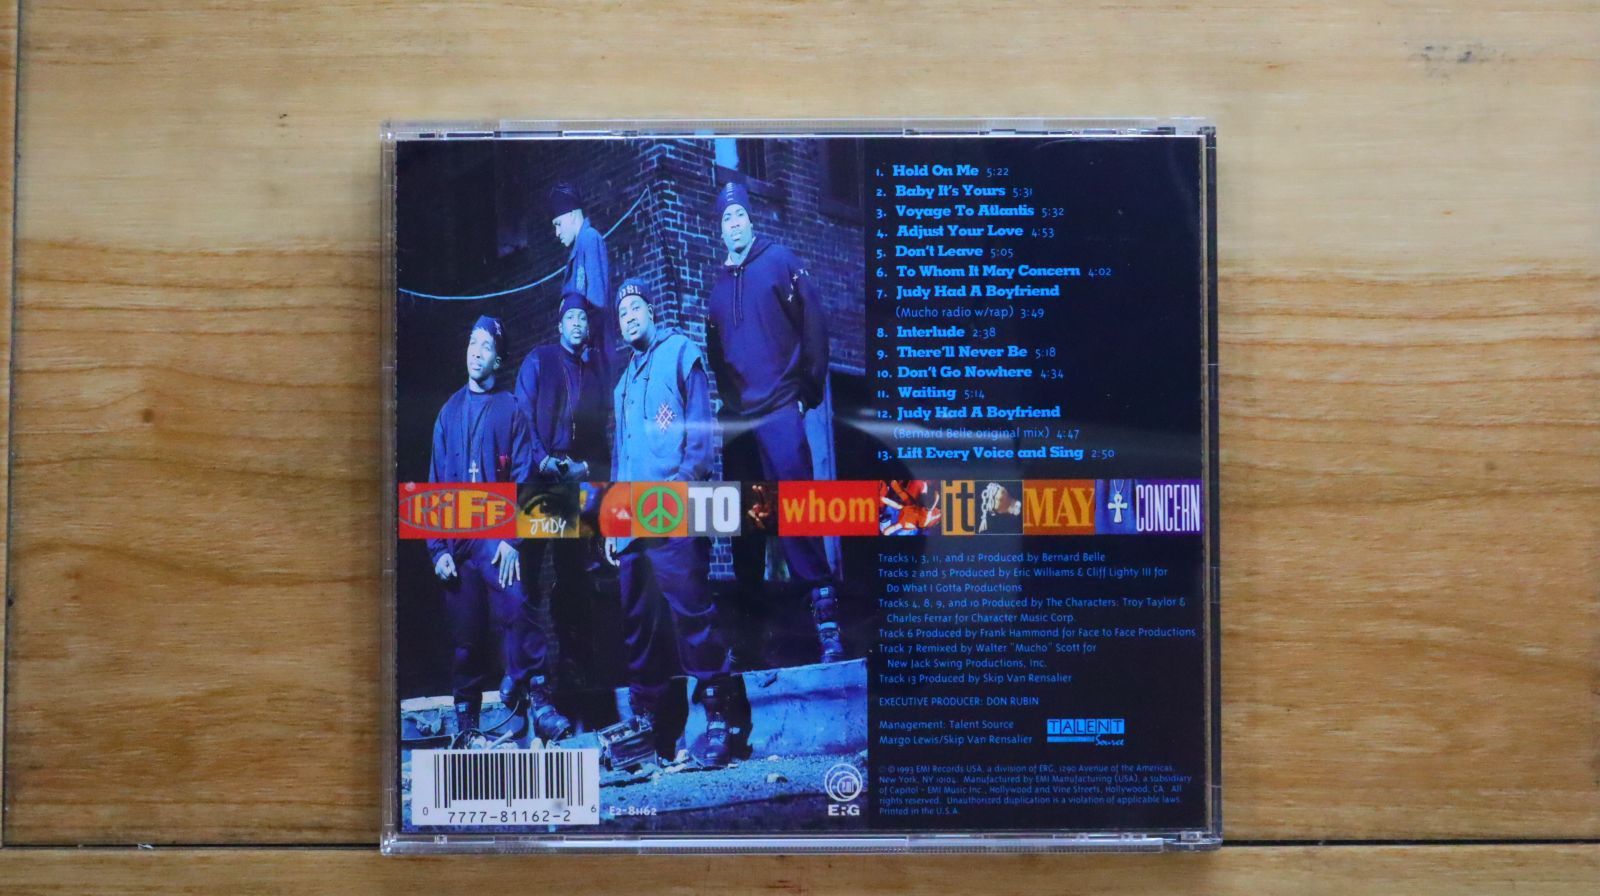 1. Hold On Me 5:22
2. Baby It's Yours 5:31
3. Voyage To Atlantis 5:32
4. Adjust Your Love 4:53
5. Don't Leave 5:05
6. To Whom It May Concern 4:02
7. Judy Had A Boyfriend
(Mucho radio w/rap) 3:49
8. Interlude 2:38
9. There'll Never Be 5:18
10. Don't Go Nowhere 4:34
11. Waiting 5:14
12. Judy Had A Boyfriend
(Bernard Belle original mix) 4:47
13. Lift Every Voice and Sing 2:50
JUDY TO whom it MAY CONCERN
Tracks 1, 3, 11, and 12 Produced by Bernard Belle
Tracks 2 and 5 Produced by Eric Williams & Cliff Lighty III for
Do What I Gotta Productions
Tracks 4, 8, 9, and 10 Produced by The Characters: Troy Taylor &
Charles Farrar for Character Music Corp.
Track 6 Produced by Frank Hammond for Face to Face Productions
Track 7 Remixed by Walter "Mucho" Scott for
New Jack Swing Productions, Inc.
Track 13 Produced by Skip Van Rensalier
EXECUTIVE PRODUCER: DON RUBIN
Management: Talent Source
Margo Lewis/Skip Van Rensalier
TALENT
Source
℗ © 1993 EMI Records USA, a division of ERG, 1290 Avenue of the Americas,
New York, NY 10104. Manufactured by EMI Manufacturing (USA), a subsidiary
of Capitol - EMI Music Inc., Hollywood and Vine Streets, Hollywood, CA. All
rights reserved. Unauthorized duplication is a violation of applicable laws.
Printed in the U.S.A.
0 7777-81162-2 6
E2-81162
EMI
ERG